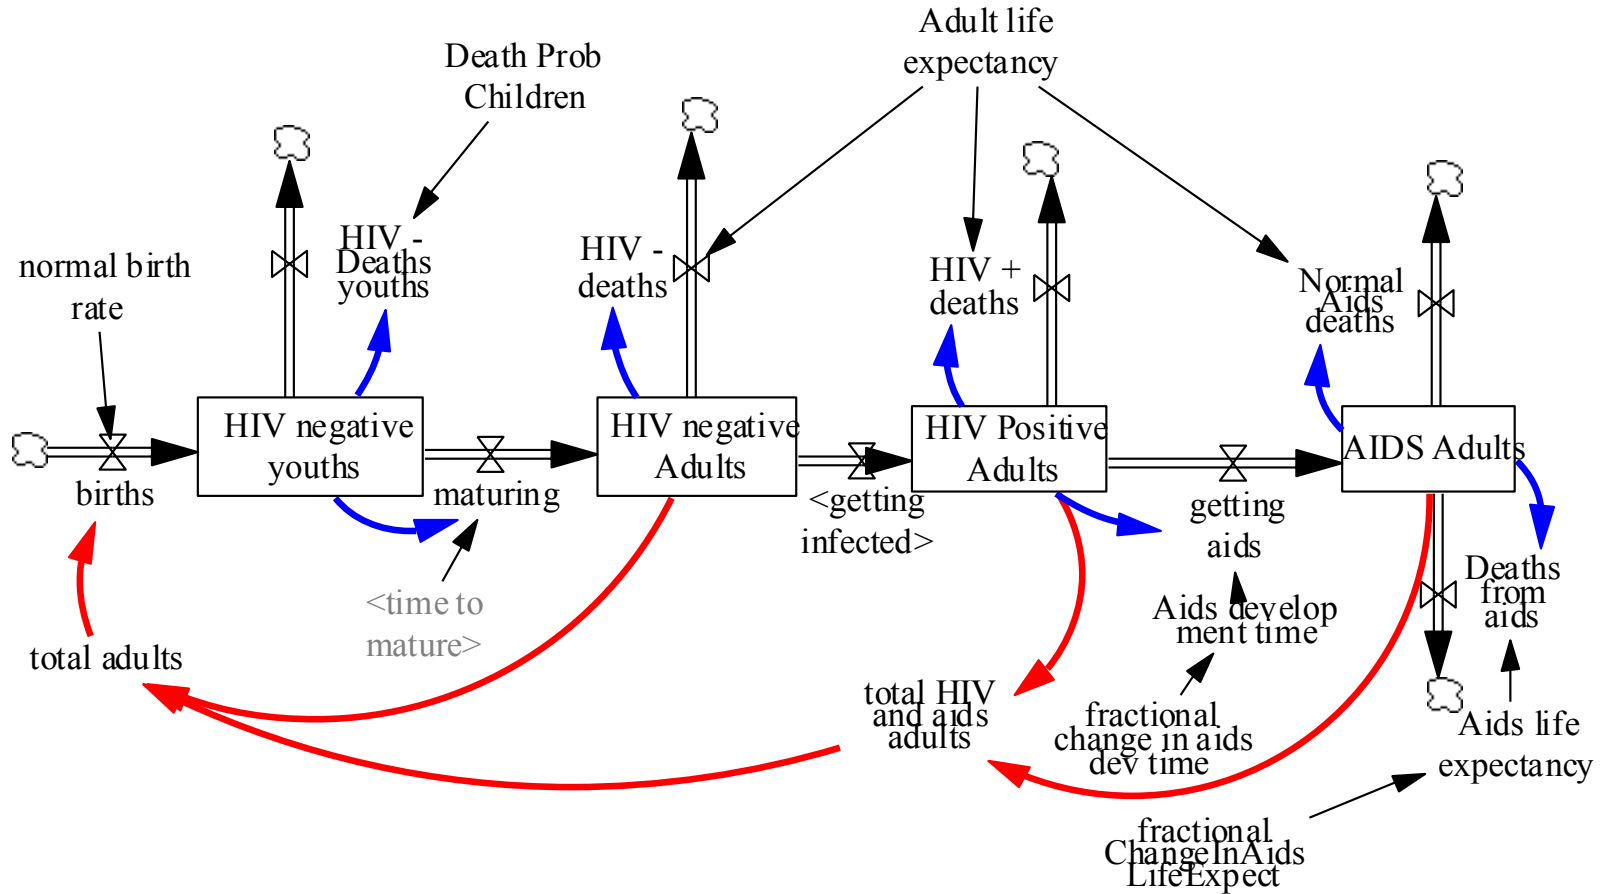 Adult life
expectancy
Death Prob
Children
HIV -
Deaths
youths
HIV -
deaths
HIV +
deaths
Normal
Aids
deaths
normal birth
rate
HIV negative
youths
HIV negative
Adults
HIV Positive
Adults
AIDS Adults
births
maturing
<getting
infected>
getting
aids
Deaths
from
aids
<time to
mature>
Aids develop
ment time
total adults
total HIV
and aids
adults
fractional
change in aids
dev time
Aids life
expectancy
fractional
ChangeInAids
LifeExpect